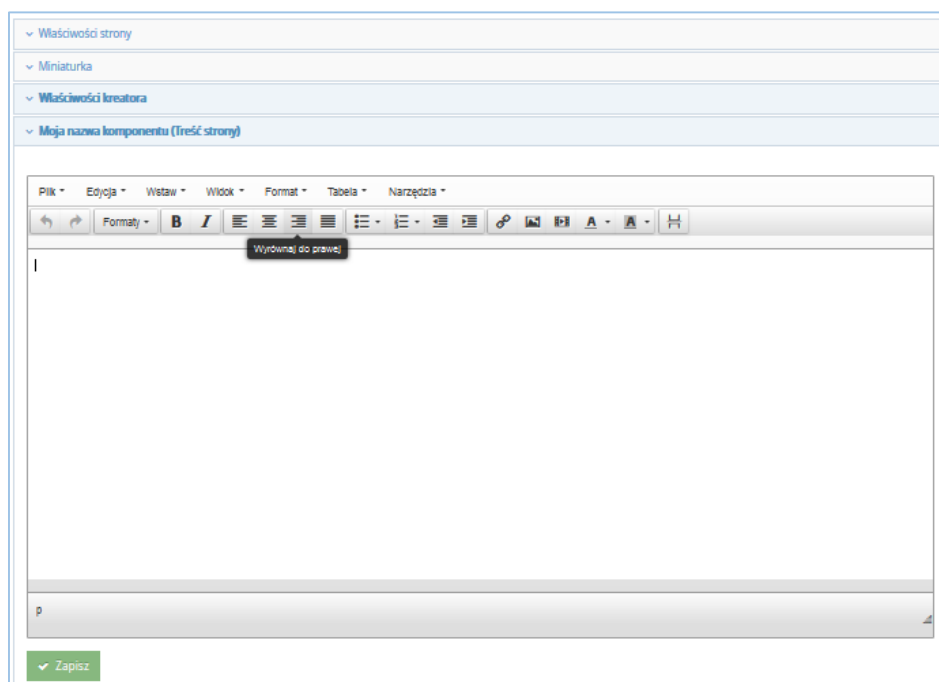 Właściwości strony
Miniaturka
Właściwości kreatora
Moja nazwa komponentu (Treść strony)
Plik Edycja Wstaw Widok Format Tabela Narzędzia
Formaty B I A A
Wyrównaj do prawej
p
Zapisz